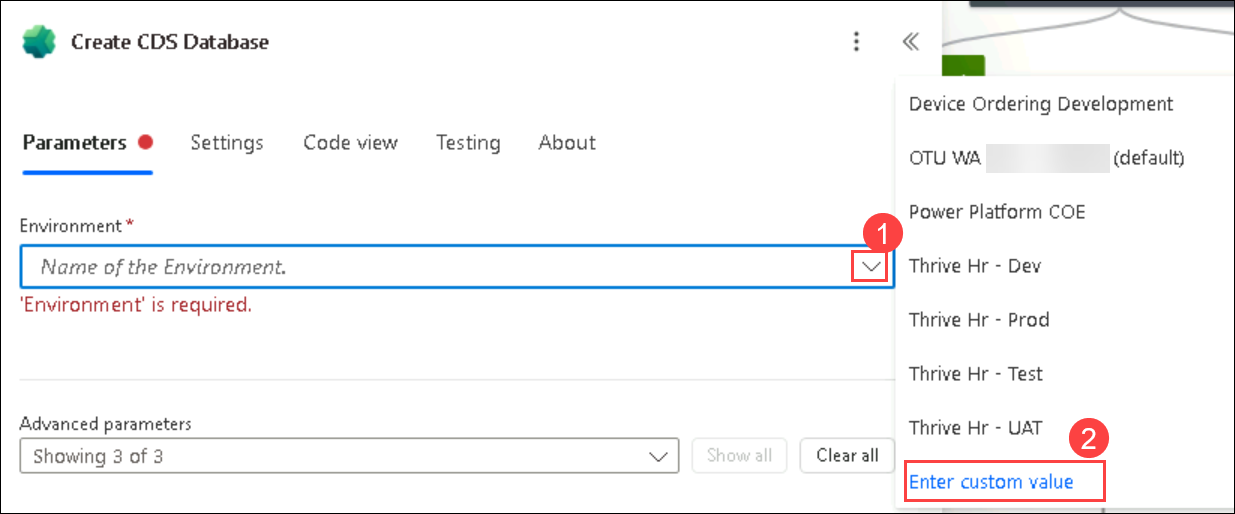 Create CDS Database
Parameters Settings Code view Testing About
Environment *
1
Name of the Environment.
'Environment' is required.
Advanced parameters
Showing 3 of 3 Show all Clear all
Device Ordering Development
OTU WA (default)
Power Platform COE
Thrive Hr - Dev
Thrive Hr - Prod
Thrive Hr - Test
Thrive Hr - UAT
2
Enter custom value